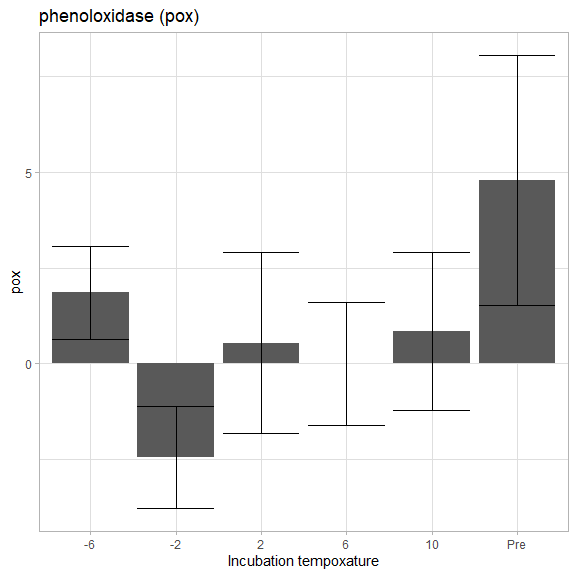 phenoloxidase (pox)
5
0
pox
-6 -2 2 6 10 Pre
Incubation tempoxature